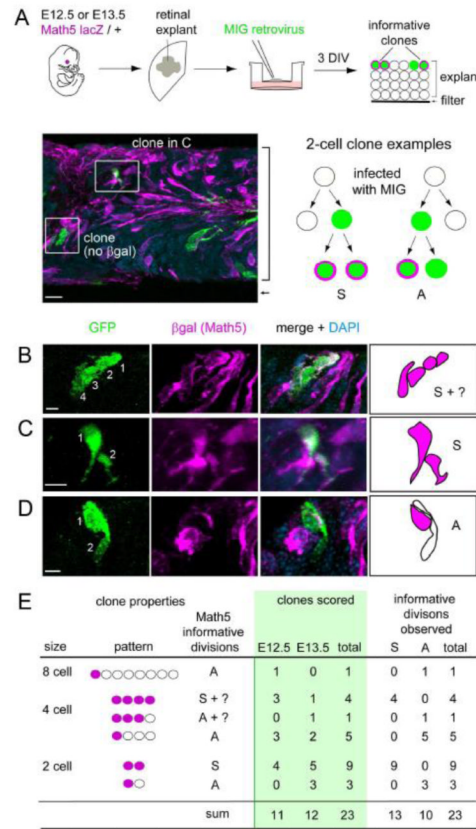 A
E12.5 or E13.5
Math5 lacZ / +
retinal
explant
MIG retrovirus
3 DIV
informative
clones
explant
filter
clone in C
clone
(no βgal)
2-cell clone examples
infected
with MIG
S
A
GFP
βgal (Math5)
merge + DAPI
B
1
2
3
4
S + ?
C
1
2
S
D
1
2
A
E
clone properties
clones scored
informative
divisons
observed
size
pattern
Math5
informative
divisions
E12.5 E13.5 total
S A total
8 cell A 1 0 1 0 1 1
4 cell
S + ? 3 1 4 4 0 4
A + ? 0 1 1 0 1 1
A 3 2 5 0 5 5
2 cell
S 4 5 9 9 0 9
A 0 3 3 0 3 3
sum 11 12 23 13 10 23